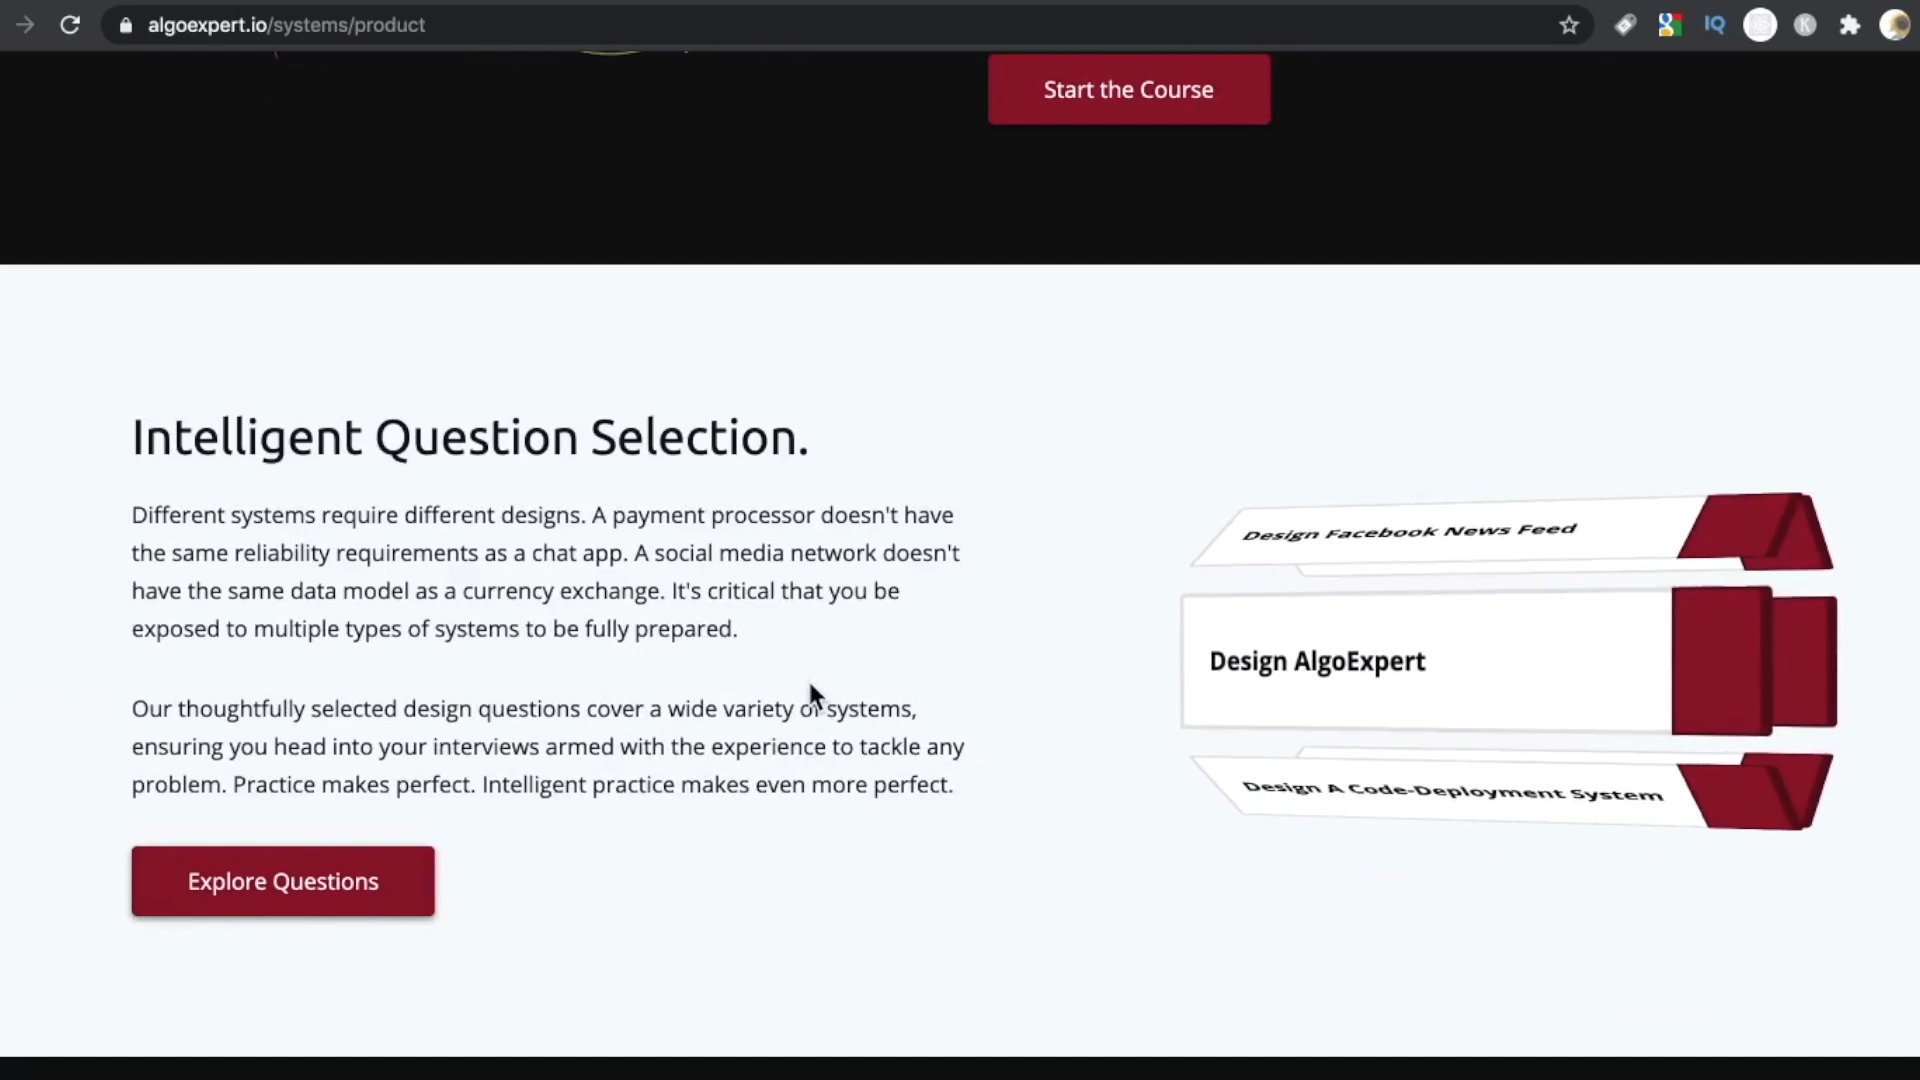 algoexpert.io/systems/product
IQ
K
Start the Course
Intelligent Question Selection.
Different systems require different designs. A payment processor doesn't have
the same reliability requirements as a chat app. A social media network doesn't
have the same data model as a currency exchange. It's critical that you be
exposed to multiple types of systems to be fully prepared.
Our thoughtfully selected design questions cover a wide variety of systems,
ensuring you head into your interviews armed with the experience to tackle any
problem. Practice makes perfect. Intelligent practice makes even more perfect.
Explore Questions
Design Facebook News Feed
Design AlgoExpert
Design A Code-Deployment System